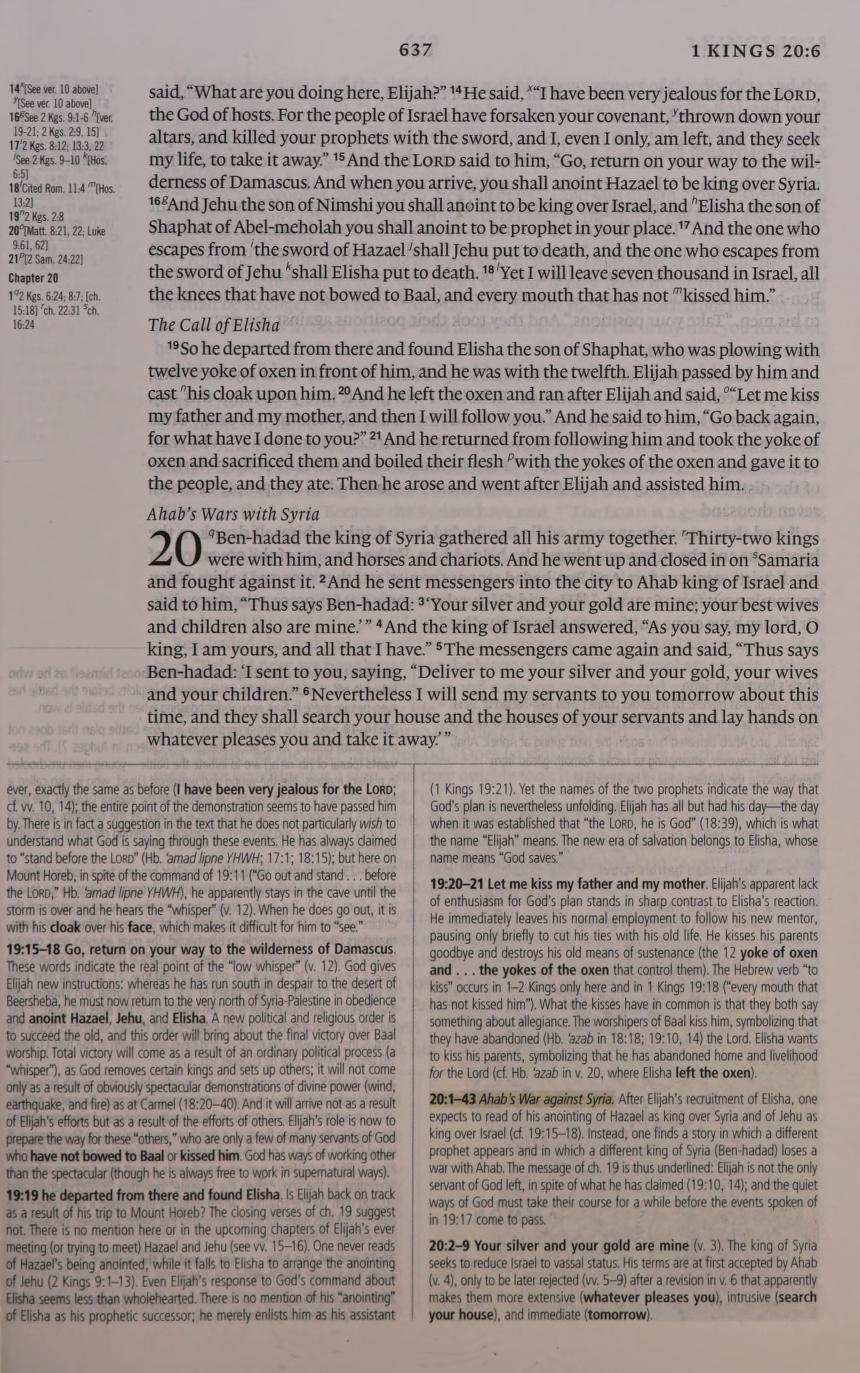 637
1 KINGS 20:6
14x[See ver. 10 above]
y[See ver. 10 above]
16gSee 2 Kgs. 9:1-6 h[ver.
19-21; 2 Kgs. 2:9, 15]
17i2 Kgs. 8:12; 13:3, 22
jSee 2 Kgs. 9–10 k[Hos.
6:5]
18lCited Rom. 11:4 m[Hos.
13:2]
19n2 Kgs. 2:8
20o[Matt. 8:21, 22; Luke
9:61, 62]
21p[2 Sam. 24:22]
Chapter 20
1q2 Kgs. 6:24; 8:7; [ch.
15:18] rch. 22:31 sch.
16:24
said, “What are you doing here, Elijah?” 14He said, x“I have been very jealous for the LORD,
the God of hosts. For the people of Israel have forsaken your covenant, ythrown down your
altars, and killed your prophets with the sword, and I, even I only, am left, and they seek
my life, to take it away.” 15And the LORD said to him, “Go, return on your way to the wil-
derness of Damascus. And when you arrive, you shall anoint Hazael to be king over Syria.
16gAnd Jehu the son of Nimshi you shall anoint to be king over Israel, and hElisha the son of
Shaphat of Abel-meholah you shall anoint to be prophet in your place. 17And the one who
escapes from ithe sword of Hazael jshall Jehu put to death, and the one who escapes from
the sword of Jehu kshall Elisha put to death. 18lYet I will leave seven thousand in Israel, all
the knees that have not bowed to Baal, and every mouth that has not mkissed him.”
The Call of Elisha
19So he departed from there and found Elisha the son of Shaphat, who was plowing with
twelve yoke of oxen in front of him, and he was with the twelfth. Elijah passed by him and
cast nhis cloak upon him. 20And he left the oxen and ran after Elijah and said, o“Let me kiss
my father and my mother, and then I will follow you.” And he said to him, “Go back again,
for what have I done to you?” 21And he returned from following him and took the yoke of
oxen and sacrificed them and boiled their flesh pwith the yokes of the oxen and gave it to
the people, and they ate. Then he arose and went after Elijah and assisted him.
Ahab’s Wars with Syria
20 qBen-hadad the king of Syria gathered all his army together. rThirty-two kings
were with him, and horses and chariots. And he went up and closed in on sSamaria
and fought against it. 2And he sent messengers into the city to Ahab king of Israel and
said to him, “Thus says Ben-hadad: 3‘Your silver and your gold are mine; your best wives
and children also are mine.’” 4And the king of Israel answered, “As you say, my lord, O
king, I am yours, and all that I have.” 5The messengers came again and said, “Thus says
Ben-hadad: ‘I sent to you, saying, “Deliver to me your silver and your gold, your wives
and your children.” 6Nevertheless I will send my servants to you tomorrow about this
time, and they shall search your house and the houses of your servants and lay hands on
whatever pleases you and take it away.’”
ever, exactly the same as before (I have been very jealous for the LORD;
cf. vv. 10, 14); the entire point of the demonstration seems to have passed him
by. There is in fact a suggestion in the text that he does not particularly wish to
understand what God is saying through these events. He has always claimed
to “stand before the LORD” (Hb. ‘amad lipne YHWH; 17:1; 18:15); but here on
Mount Horeb, in spite of the command of 19:11 (“Go out and stand . . . before
the LORD,” Hb. ‘amad lipne YHWH), he apparently stays in the cave until the
storm is over and he hears the “whisper” (v. 12). When he does go out, it is
with his cloak over his face, which makes it difficult for him to “see.”
19:15–18 Go, return on your way to the wilderness of Damascus.
These words indicate the real point of the “low whisper” (v. 12). God gives
Elijah new instructions: whereas he has run south in despair to the desert of
Beersheba, he must now return to the very north of Syria-Palestine in obedience
and anoint Hazael, Jehu, and Elisha. A new political and religious order is
to succeed the old, and this order will bring about the final victory over Baal
worship. Total victory will come as a result of an ordinary political process (a
“whisper”), as God removes certain kings and sets up others; it will not come
only as a result of obviously spectacular demonstrations of divine power (wind,
earthquake, and fire) as at Carmel (18:20–40). And it will arrive not as a result
of Elijah’s efforts but as a result of the efforts of others. Elijah’s role is now to
prepare the way for these “others,” who are only a few of many servants of God
who have not bowed to Baal or kissed him. God has ways of working other
than the spectacular (though he is always free to work in supernatural ways).
19:19 he departed from there and found Elisha. Is Elijah back on track
as a result of his trip to Mount Horeb? The closing verses of ch. 19 suggest
not. There is no mention here or in the upcoming chapters of Elijah’s ever
meeting (or trying to meet) Hazael and Jehu (see vv. 15–16). One never reads
of Hazael’s being anointed, while it falls to Elisha to arrange the anointing
of Jehu (2 Kings 9:1–13). Even Elijah’s response to God’s command about
Elisha seems less than wholehearted. There is no mention of his “anointing”
of Elisha as his prophetic successor; he merely enlists him as his assistant
(1 Kings 19:21). Yet the names of the two prophets indicate the way that
God’s plan is nevertheless unfolding. Elijah has all but had his day—the day
when it was established that “the LORD, he is God” (18:39), which is what
the name “Elijah” means. The new era of salvation belongs to Elisha, whose
name means “God saves.”
19:20–21 Let me kiss my father and my mother. Elijah’s apparent lack
of enthusiasm for God’s plan stands in sharp contrast to Elisha’s reaction.
He immediately leaves his normal employment to follow his new mentor,
pausing only briefly to cut his ties with his old life. He kisses his parents
goodbye and destroys his old means of sustenance (the 12 yoke of oxen
and . . . the yokes of the oxen that control them). The Hebrew verb “to
kiss” occurs in 1–2 Kings only here and in 1 Kings 19:18 (“every mouth that
has not kissed him”). What the kisses have in common is that they both say
something about allegiance. The worshipers of Baal kiss him, symbolizing that
they have abandoned (Hb. ‘azab in 18:18; 19:10, 14) the Lord. Elisha wants
to kiss his parents, symbolizing that he has abandoned home and livelihood
for the Lord (cf. Hb. ‘azab in v. 20, where Elisha left the oxen).
20:1–43 Ahab’s War against Syria. After Elijah’s recruitment of Elisha, one
expects to read of his anointing of Hazael as king over Syria and of Jehu as
king over Israel (cf. 19:15–18). Instead, one finds a story in which a different
prophet appears and in which a different king of Syria (Ben-hadad) loses a
war with Ahab. The message of ch. 19 is thus underlined: Elijah is not the only
servant of God left, in spite of what he has claimed (19:10, 14); and the quiet
ways of God must take their course for a while before the events spoken of
in 19:17 come to pass.
20:2–9 Your silver and your gold are mine (v. 3). The king of Syria
seeks to reduce Israel to vassal status. His terms are at first accepted by Ahab
(v. 4), only to be later rejected (vv. 5–9) after a revision in v. 6 that apparently
makes them more extensive (whatever pleases you), intrusive (search
your house), and immediate (tomorrow).